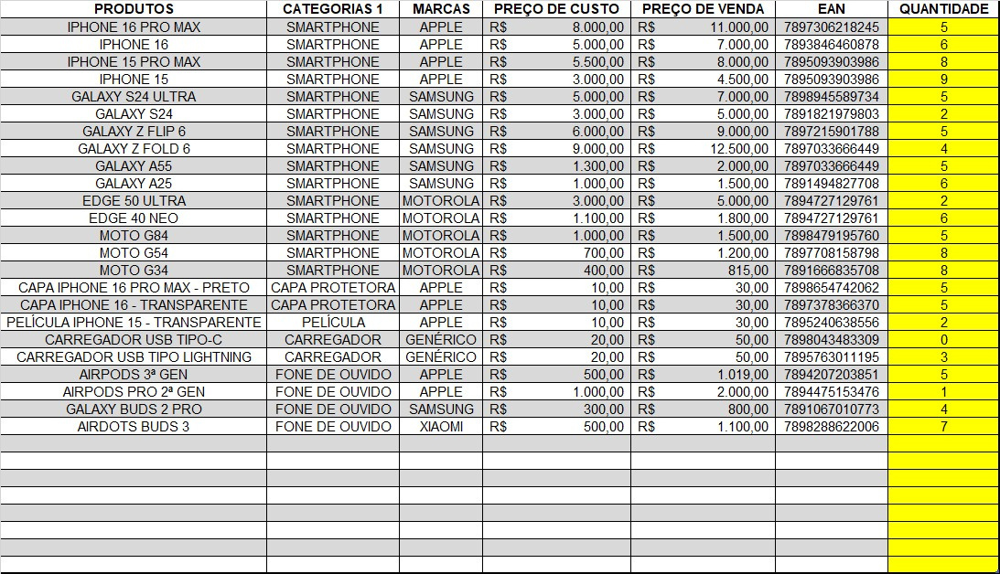 PRODUTOS CATEGORIAS 1 MARCAS PREÇO DE CUSTO PREÇO DE VENDA EAN QUANTIDADE
IPHONE 16 PRO MAX SMARTPHONE APPLE R$ 8.000,00 R$ 11.000,00 7897306218245 5
IPHONE 16 SMARTPHONE APPLE R$ 5.000,00 R$ 7.000,00 7893846460878 6
IPHONE 15 PRO MAX SMARTPHONE APPLE R$ 5.500,00 R$ 8.000,00 7895093903986 8
IPHONE 15 SMARTPHONE APPLE R$ 3.000,00 R$ 4.500,00 7895093903986 9
GALAXY S24 ULTRA SMARTPHONE SAMSUNG R$ 5.000,00 R$ 7.000,00 7898945589734 5
GALAXY S24 SMARTPHONE SAMSUNG R$ 3.000,00 R$ 5.000,00 7891821979803 2
GALAXY Z FLIP 6 SMARTPHONE SAMSUNG R$ 6.000,00 R$ 9.000,00 7897215901788 5
GALAXY Z FOLD 6 SMARTPHONE SAMSUNG R$ 9.000,00 R$ 12.500,00 7897033666449 4
GALAXY A55 SMARTPHONE SAMSUNG R$ 1.300,00 R$ 2.000,00 7897033666449 5
GALAXY A25 SMARTPHONE SAMSUNG R$ 1.000,00 R$ 1.500,00 7891494827708 6
EDGE 50 ULTRA SMARTPHONE MOTOROLA R$ 3.000,00 R$ 5.000,00 7894727129761 2
EDGE 40 NEO SMARTPHONE MOTOROLA R$ 1.100,00 R$ 1.800,00 7894727129761 6
MOTO G84 SMARTPHONE MOTOROLA R$ 1.000,00 R$ 1.500,00 7898479195760 5
MOTO G54 SMARTPHONE MOTOROLA R$ 700,00 R$ 1.200,00 7897708158798 8
MOTO G34 SMARTPHONE MOTOROLA R$ 400,00 R$ 815,00 7891666835708 8
CAPA IPHONE 16 PRO MAX - PRETO CAPA PROTETORA APPLE R$ 10,00 R$ 30,00 7898654742062 5
CAPA IPHONE 16 - TRANSPARENTE CAPA PROTETORA APPLE R$ 10,00 R$ 30,00 7897378366370 5
PELÍCULA IPHONE 15 - TRANSPARENTE PELÍCULA APPLE R$ 10,00 R$ 30,00 7895240638556 2
CARREGADOR USB TIPO-C CARREGADOR GENÉRICO R$ 20,00 R$ 50,00 7898043483309 0
CARREGADOR USB TIPO LIGHTNING CARREGADOR GENÉRICO R$ 20,00 R$ 50,00 7895763011195 3
AIRPODS 3ª GEN FONE DE OUVIDO APPLE R$ 500,00 R$ 1.019,00 7894207203851 5
AIRPODS PRO 2ª GEN FONE DE OUVIDO APPLE R$ 1.000,00 R$ 2.000,00 7894475153476 1
GALAXY BUDS 2 PRO FONE DE OUVIDO SAMSUNG R$ 300,00 R$ 800,00 7891067010773 4
AIRDOTS BUDS 3 FONE DE OUVIDO XIAOMI R$ 500,00 R$ 1.100,00 7898288622006 7